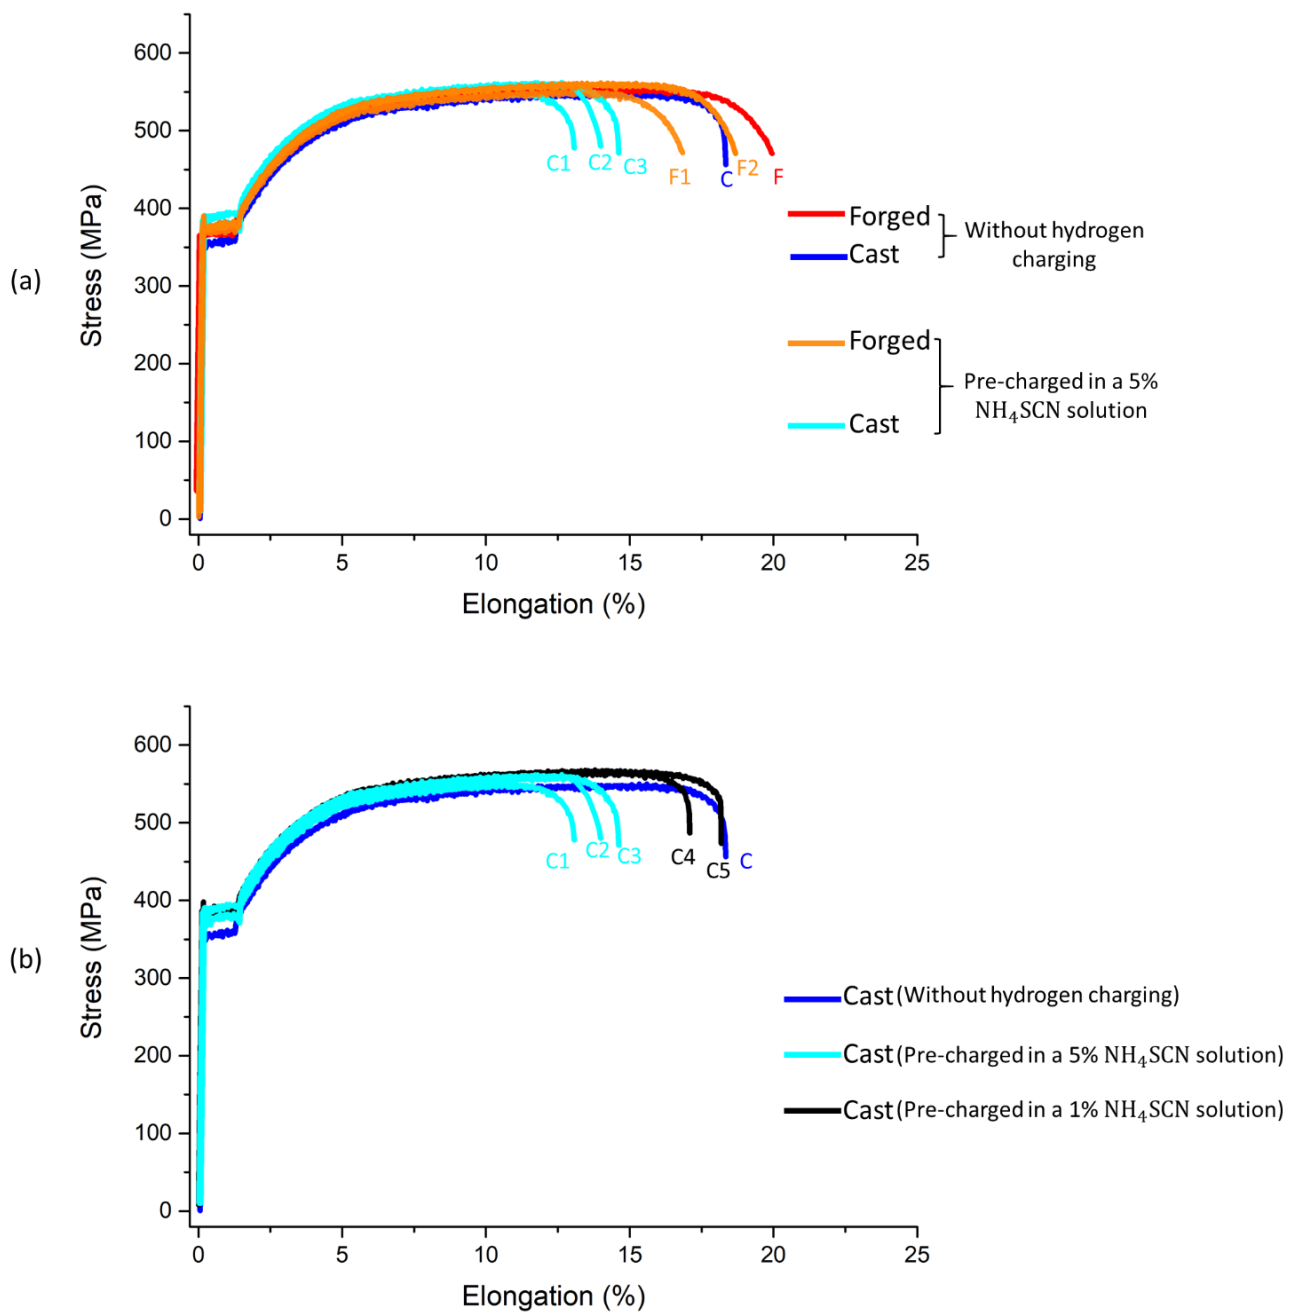 (a)
Stress (MPa)
600
500
400
300
200
100
0
C1
C2
C3
F1
C
F2
F
Forged
Cast
Without hydrogen
charging
Forged
Cast
Pre-charged in a 5%
NH₄SCN solution
0
5
10
15
20
25
Elongation (%)
(b)
Stress (MPa)
600
500
400
300
200
100
0
C1
C2
C3
C4
C5
C
Cast (Without hydrogen charging)
Cast (Pre-charged in a 5% NH₄SCN solution)
Cast (Pre-charged in a 1% NH₄SCN solution)
0
5
10
15
20
25
Elongation (%)